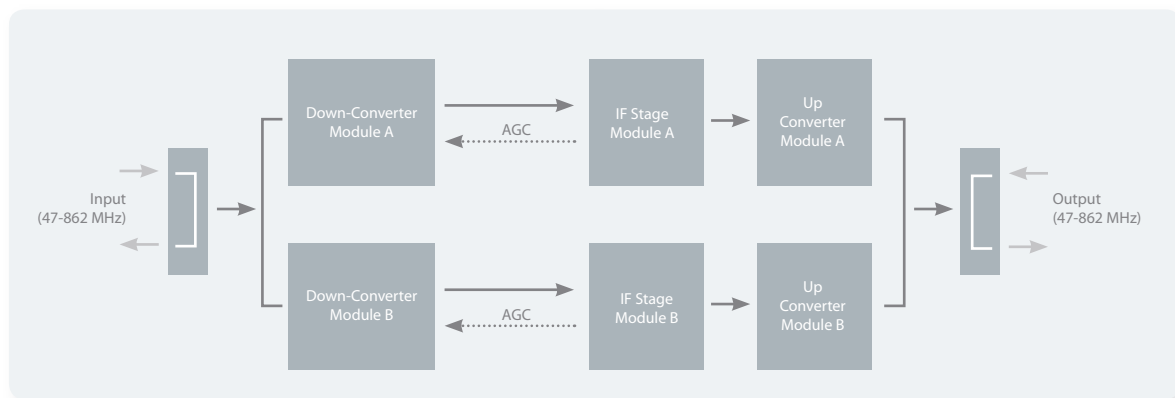 Down-Converter
Module A
AGC
IF Stage
Module A
Up
Converter
Module A
Input
(47-862 MHz)
Output
(47-862 MHz)
Down-Converter
Module B
AGC
IF Stage
Module B
Up
Converter
Module B